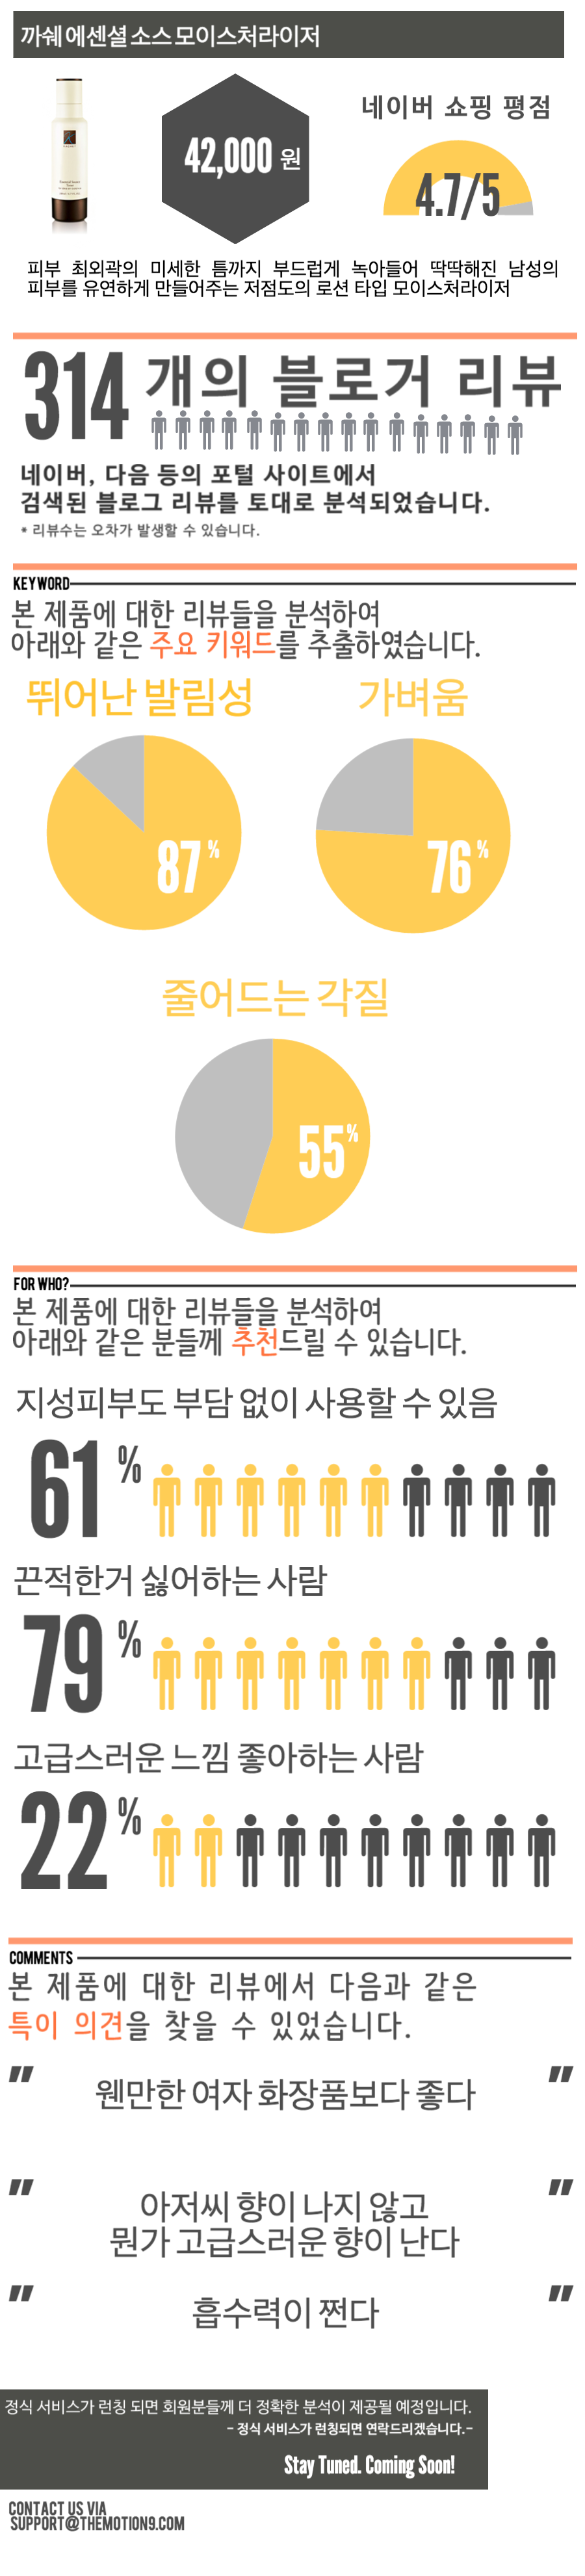 까쉐 에센셜 소스 모이스처라이저
42,000 원
네이버 쇼핑 평점
4.7/5
피부 최외곽의 미세한 틈까지 부드럽게 녹아들어 딱딱해진 남성의
피부를 유연하게 만들어주는 저점도의 로션 타입 모이스처라이저
314 개의 블로거 리뷰
네이버, 다음 등의 포털 사이트에서
검색된 블로그 리뷰를 토대로 분석되었습니다.
* 리뷰수는 오차가 발생할 수 있습니다.
KEYWORD
본 제품에 대한 리뷰들을 분석하여
아래와 같은 주요 키워드를 추출하였습니다.
뛰어난 발림성
87%
가벼움
76%
줄어드는 각질
55%
FOR WHO?
본 제품에 대한 리뷰들을 분석하여
아래와 같은 분들께 추천드릴 수 있습니다.
지성피부도 부담 없이 사용할 수 있음
61%
끈적한거 싫어하는 사람
79%
고급스러운 느낌 좋아하는 사람
22%
COMMENTS
본 제품에 대한 리뷰에서 다음과 같은
특이 의견을 찾을 수 있었습니다.
" 웬만한 여자 화장품보다 좋다 "
" 아저씨 향이 나지 않고 "
뭔가 고급스러운 향이 난다
" 흡수력이 쩐다 "
정식 서비스가 런칭 되면 회원분들께 더 정확한 분석이 제공될 예정입니다.
- 정식 서비스가 런칭되면 연락드리겠습니다.-
Stay Tuned. Coming Soon!
CONTACT US VIA
SUPPORT@THEMOTION9.COM